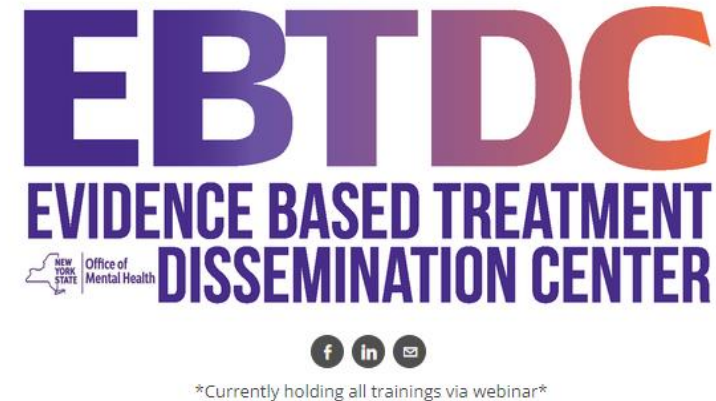 EBTDC
EVIDENCE BASED TREATMENT
NEW YORK STATE Office of Mental Health DISSEMINATION CENTER
f in
*Currently holding all trainings via webinar*